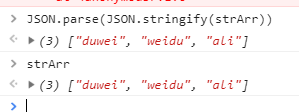 > JSON.parse(JSON.stringify(strArr))
< ▸ (3) ["duwei", "weidu", "ali"]
> strArr
< ▸ (3) ["duwei", "weidu", "ali"]
>